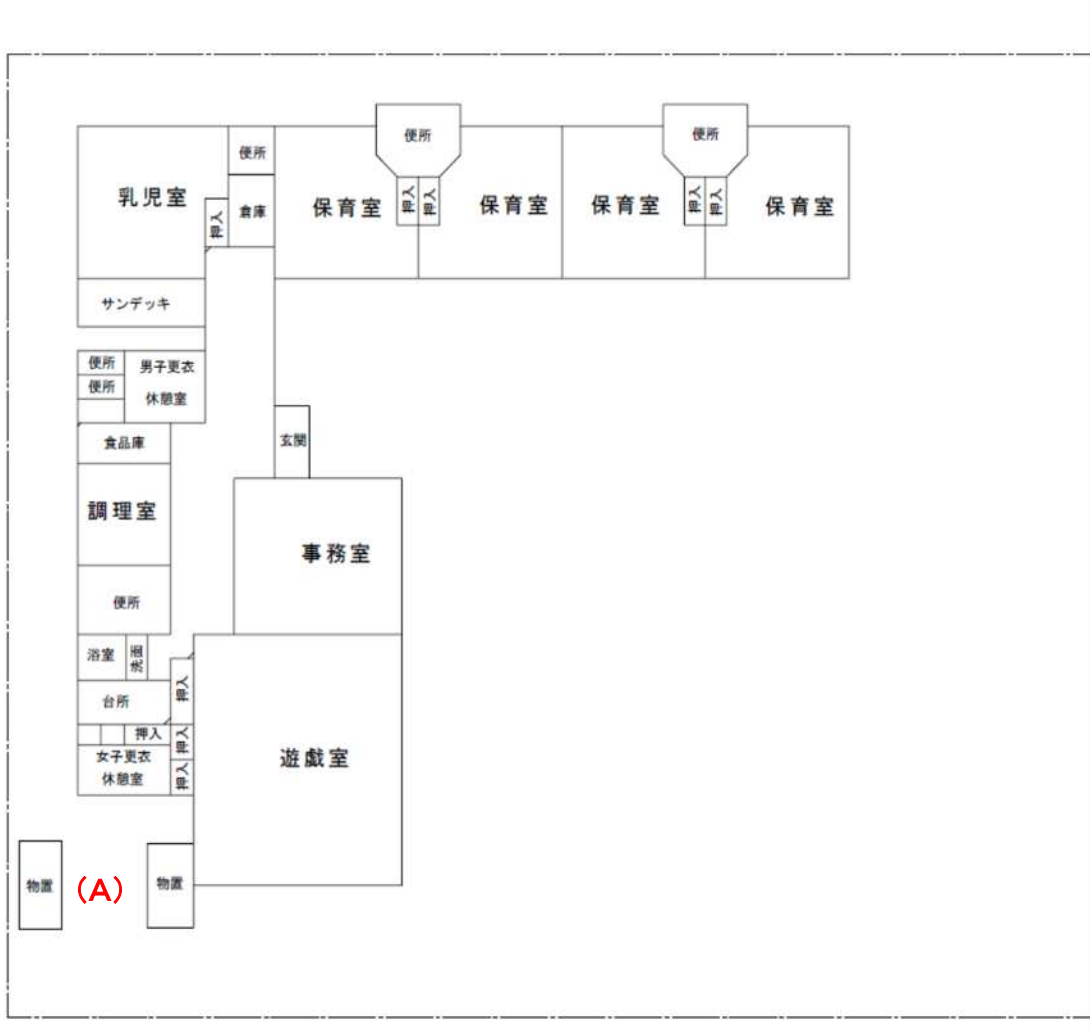 便所
便所
便所
乳児室
押入
倉庫
保育室
押入
押入
保育室
保育室
押入
押入
保育室
サンデッキ
便所
便所
男子更衣
休憩室
食品庫
玄関
調理室
事務室
便所
浴室
洗面
押入
台所
押入
押入
女子更衣
休憩室
押入
遊戯室
物置
(A)
物置